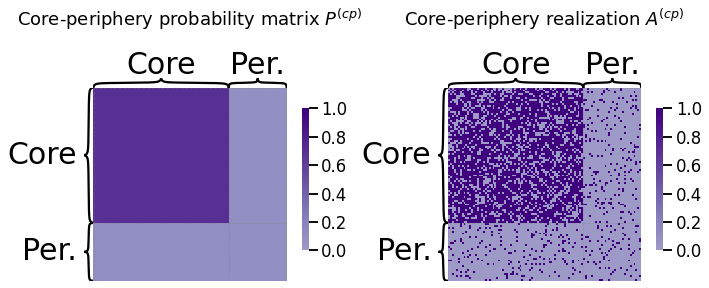 Core-periphery probability matrix P^{(cp)}
Core Per.
Core
Per.
1.0
0.8
0.6
0.4
0.2
0.0
Core-periphery realization A^{(cp)}
Core Per.
Core
Per.
1.0
0.8
0.6
0.4
0.2
0.0